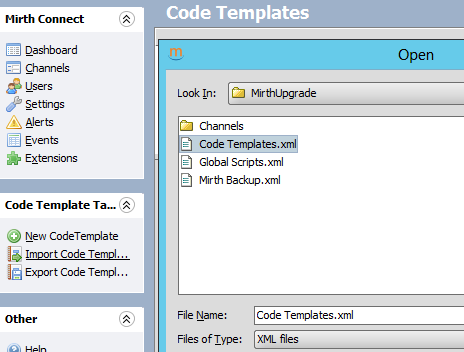 Mirth Connect
Dashboard
Channels
Users
Settings
Alerts
Events
Extensions
Code Template Ta...
New CodeTemplate
Import Code Templ...
Export Code Templ...
Other
Help
Code Templates
m
Open
Look In:
MirthUpgrade
Channels
Code Templates.xml
Global Scripts.xml
Mirth Backup.xml
File Name:
Code Templates.xml
Files of Type:
XML files